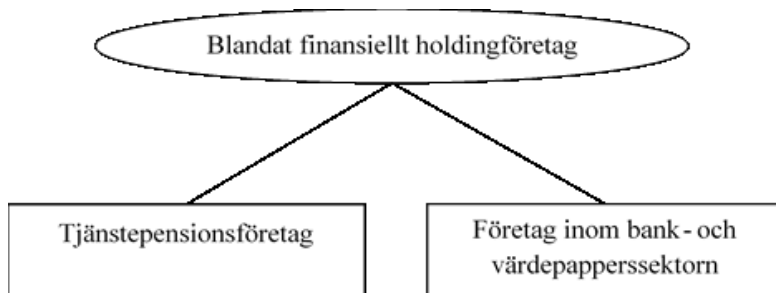 Blandat finansiellt holdingföretag
Tjänstepensionsföretag
Företag inom bank- och
värdepapperssektorn